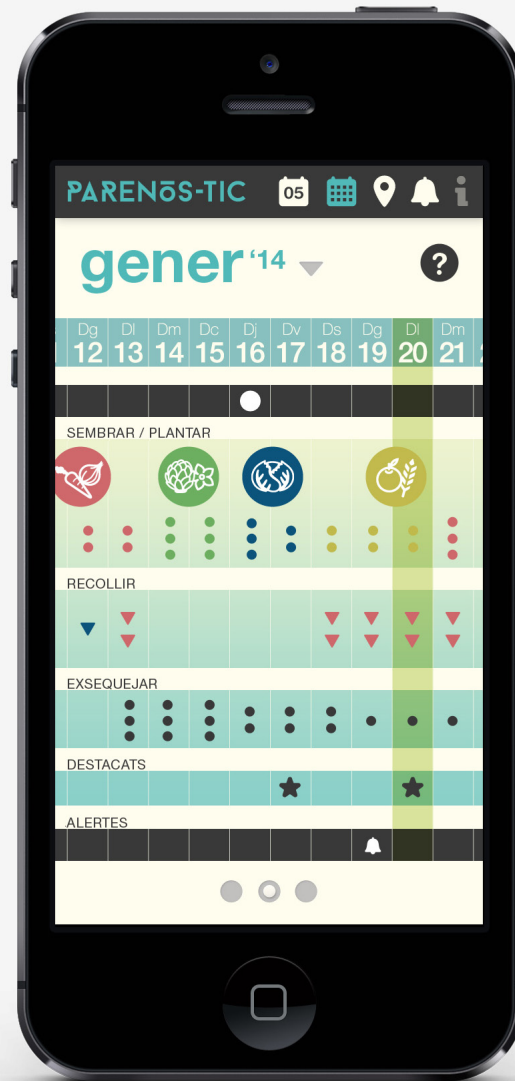 PARENŌS-TIC 05 i
gener '14 ?
Dg Dl Dm Dc Dj Dv Ds Dg Dl Dm
12 13 14 15 16 17 18 19 20 21
SEMBRAR / PLANTAR
RECOLLIR
EXSEQUEJAR
DESTACATS
ALERTES